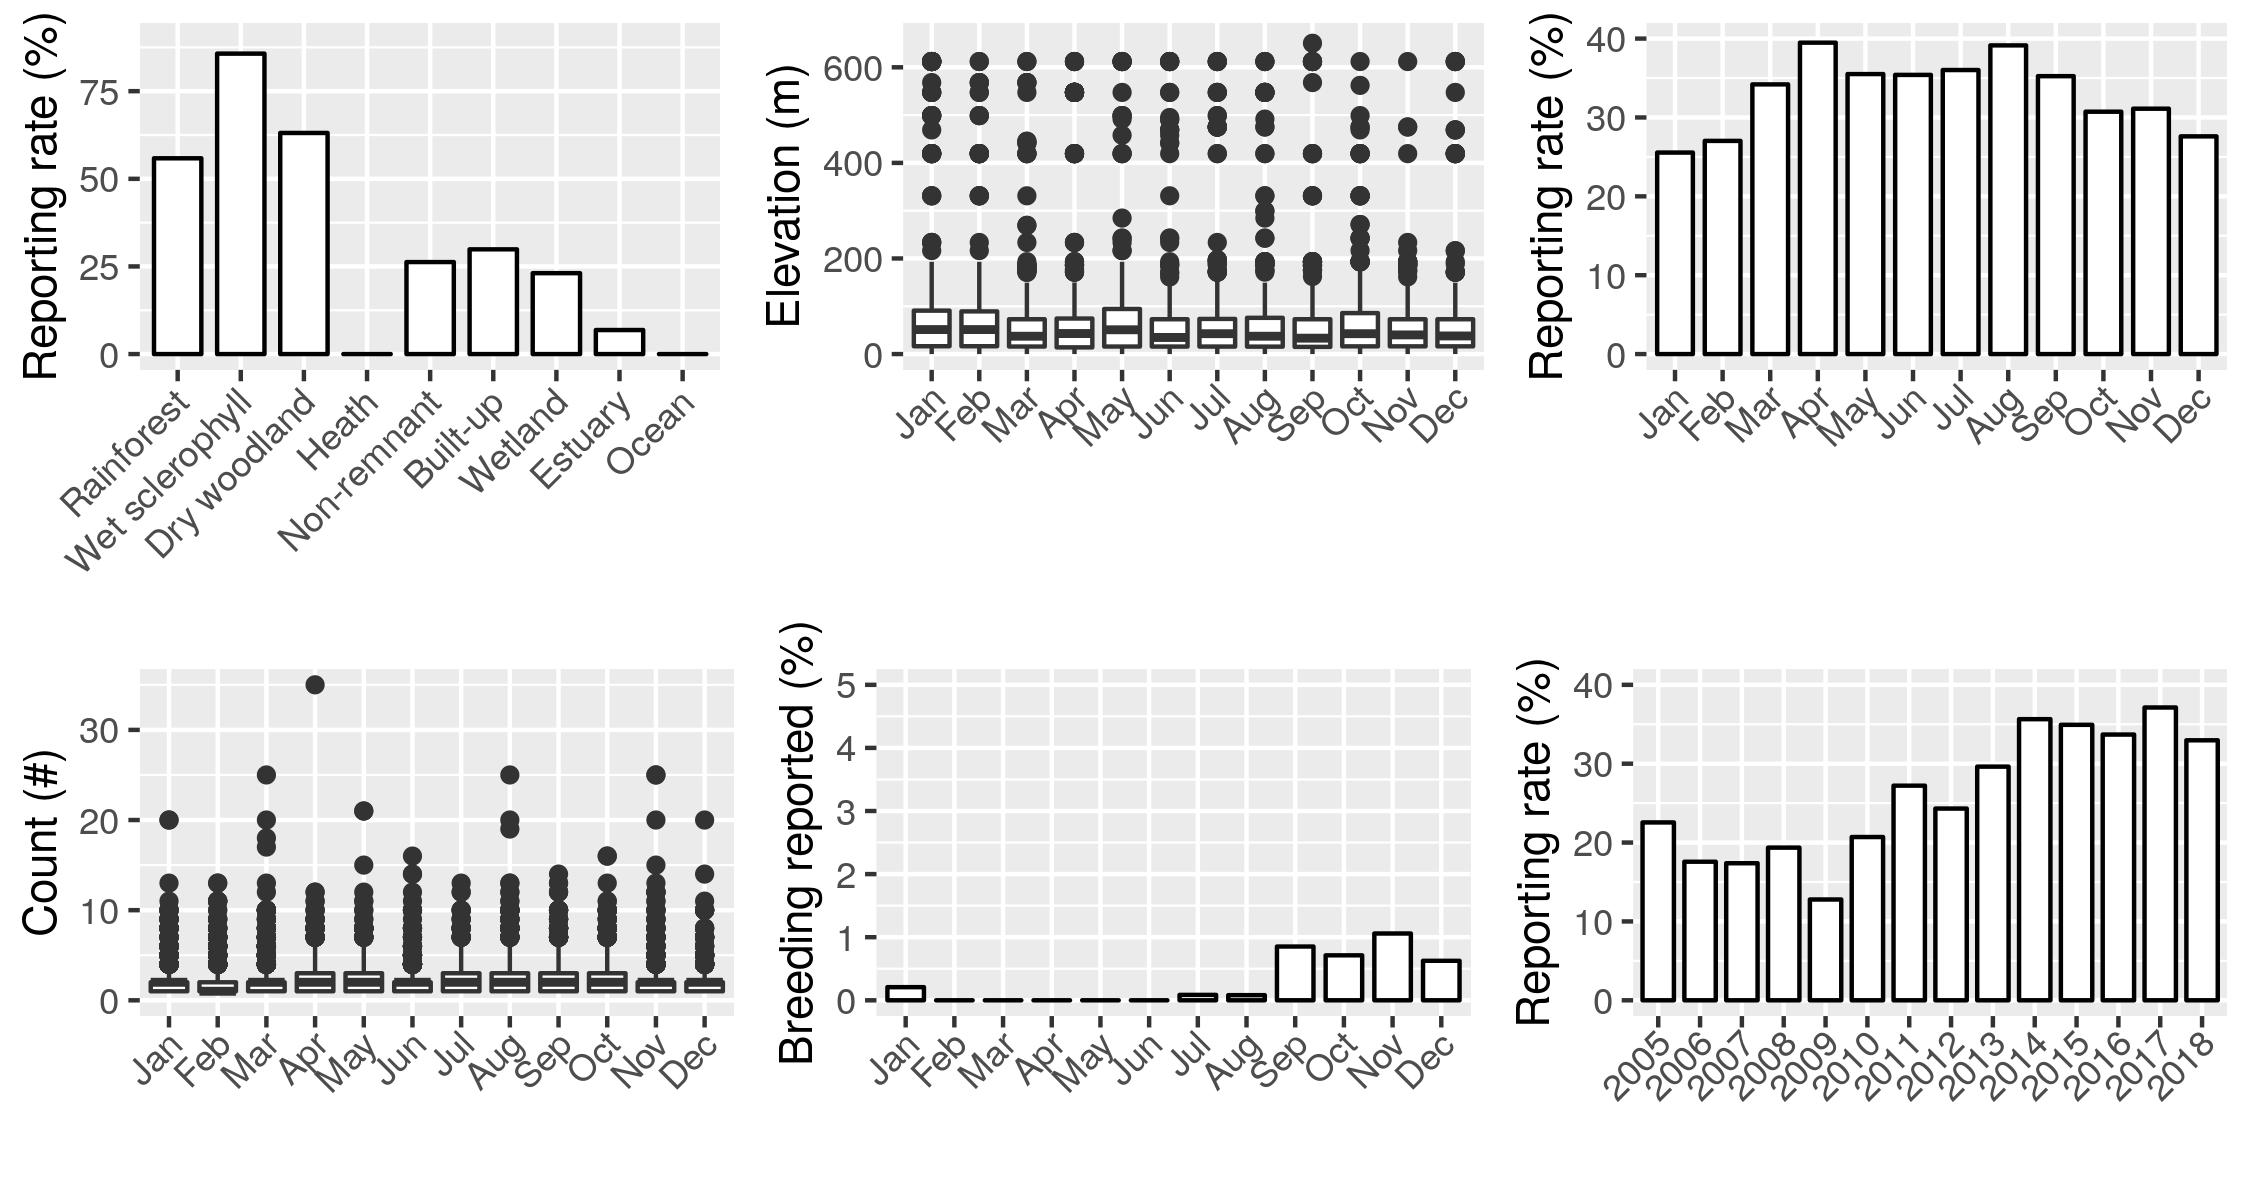 Reporting rate (%)
75
50
25
0
Rainforest
Wet sclerophyll
Dry woodland
Heath
Non-remnant
Built-up
Wetland
Estuary
Ocean
Elevation (m)
600
400
200
0
Jan
Feb
Mar
Apr
May
Jun
Jul
Aug
Sep
Oct
Nov
Dec
Reporting rate (%)
40
30
20
10
0
Jan
Feb
Mar
Apr
May
Jun
Jul
Aug
Sep
Oct
Nov
Dec
Count (#)
30
20
10
0
Jan
Feb
Mar
Apr
May
Jun
Jul
Aug
Sep
Oct
Nov
Dec
Breeding reported (%)
5
4
3
2
1
0
Jan
Feb
Mar
Apr
May
Jun
Jul
Aug
Sep
Oct
Nov
Dec
Reporting rate (%)
40
30
20
10
0
2005
2006
2007
2008
2009
2010
2011
2012
2013
2014
2015
2016
2017
2018